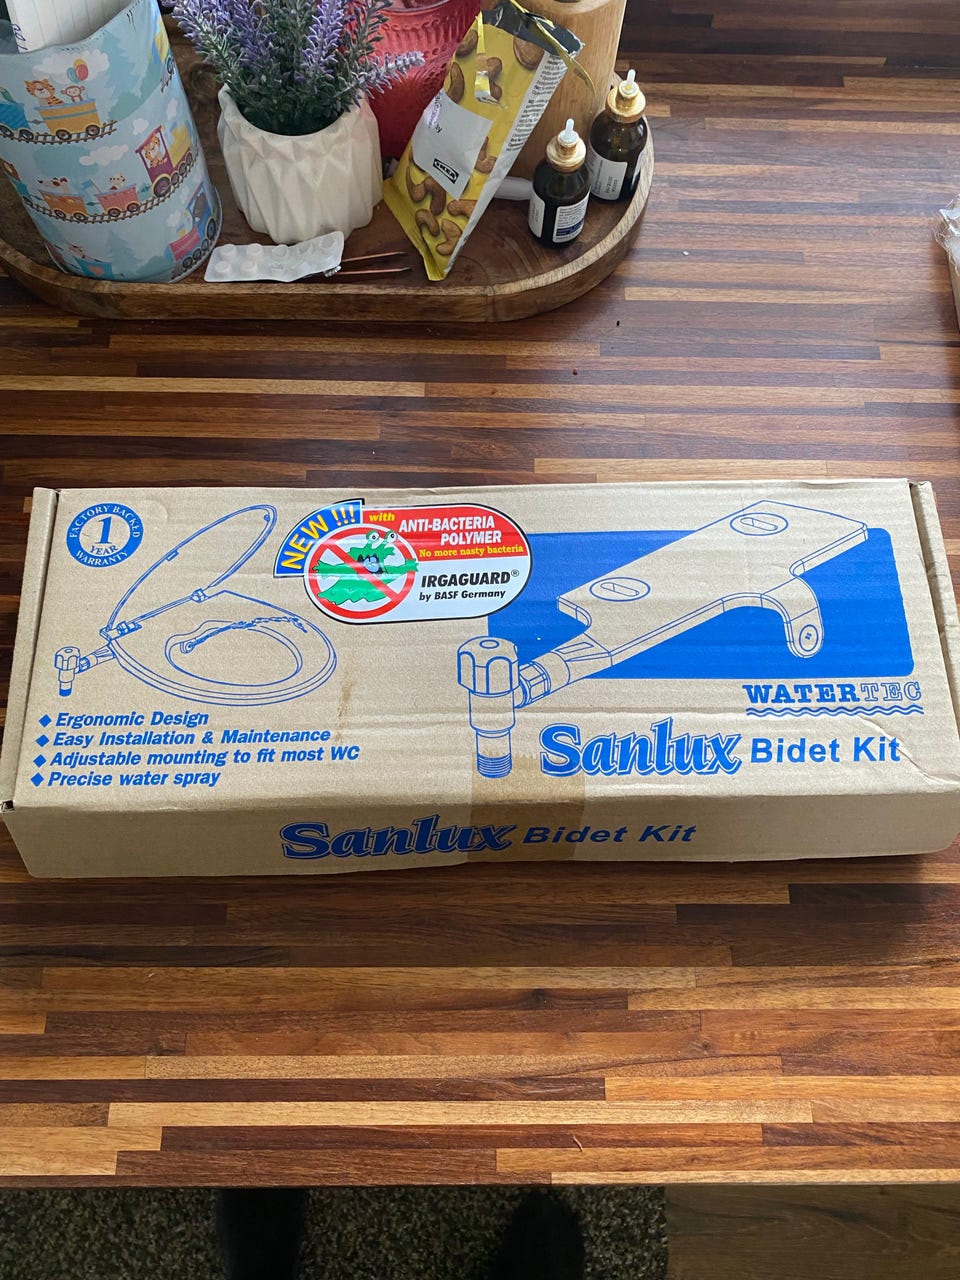 IKEA
FACTORY BACKED
1
YEAR
WARRANTY
NEW !!!
with
ANTI-BACTERIA
POLYMER
No more nasty bacteria
IRGAGUARD®
by BASF Germany
WATERTEC
Sanlux Bidet Kit
◆ Ergonomic Design
◆ Easy Installation & Maintenance
◆ Adjustable mounting to fit most WC
◆ Precise water spray
Sanlux Bidet Kit